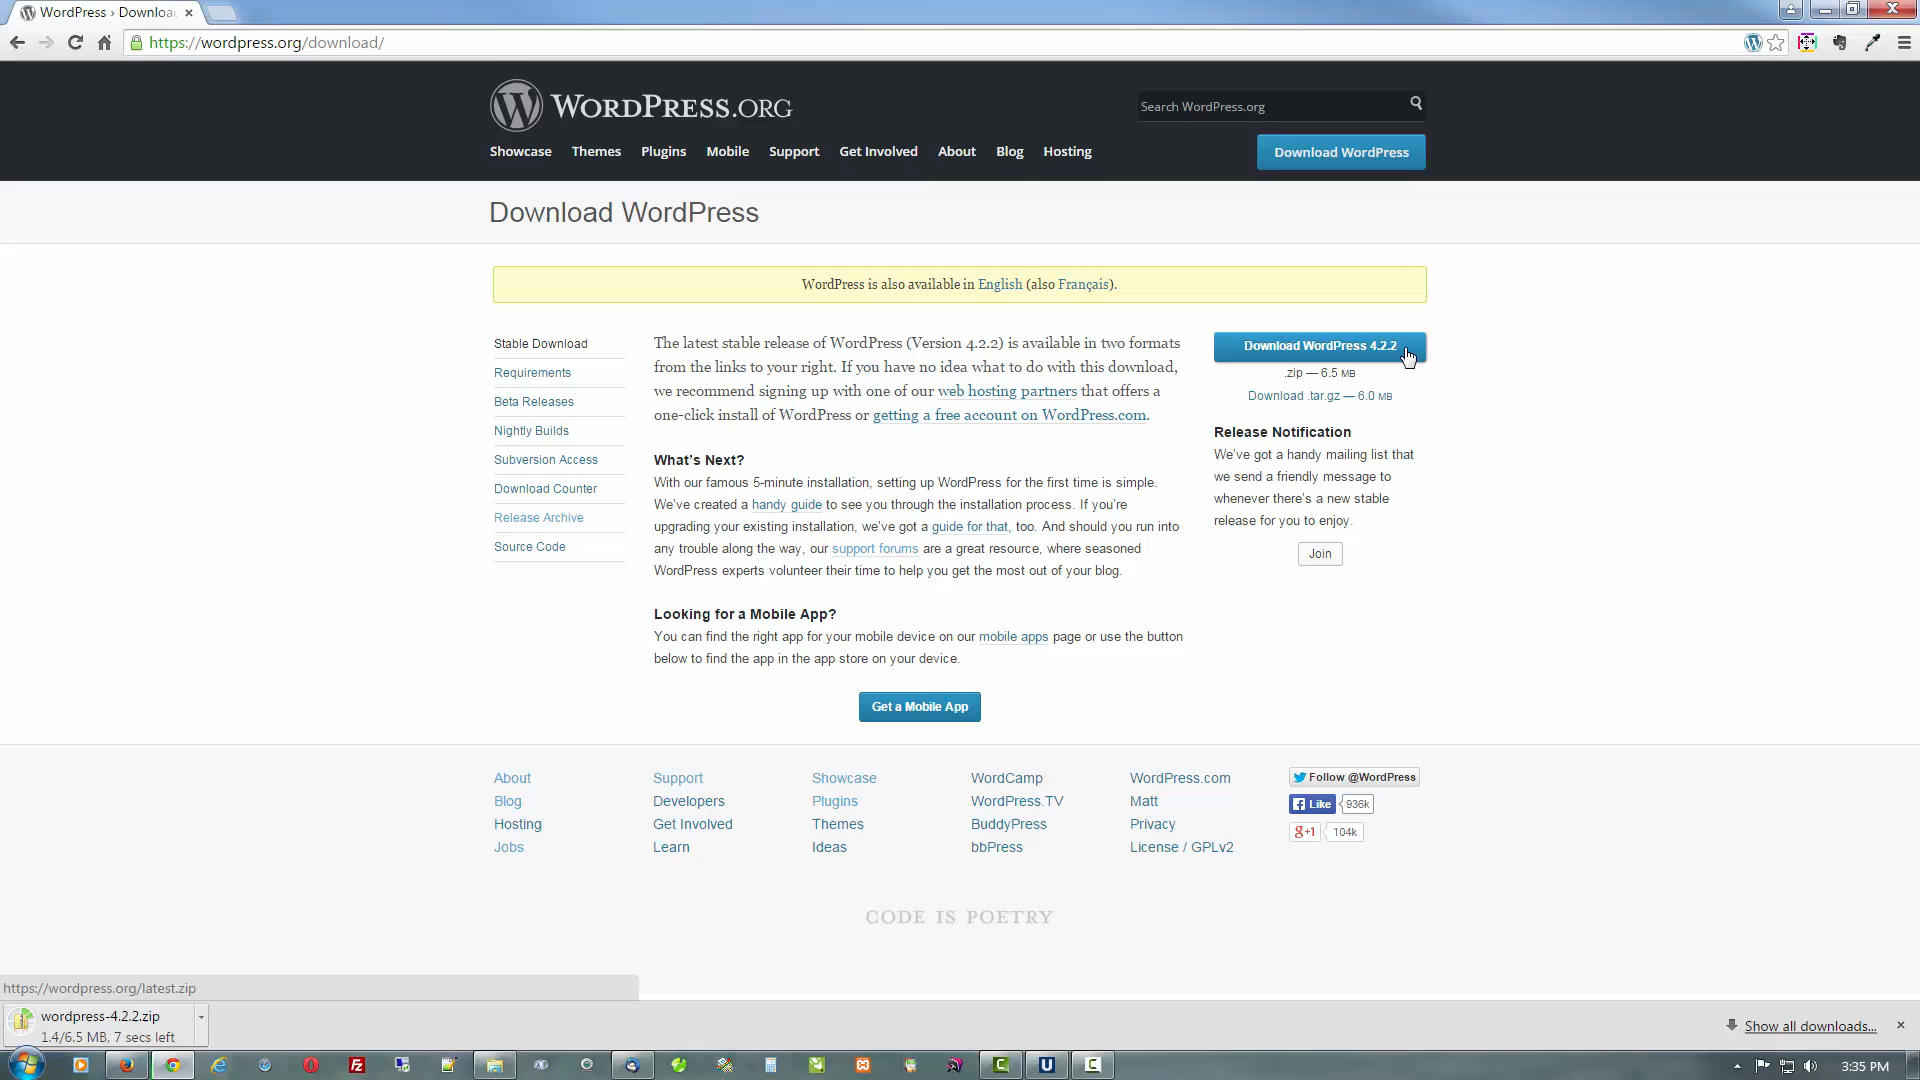 WordPress › Downloa
https://wordpress.org/download/
WORDPRESS.ORG
Search WordPress.org
Showcase Themes Plugins Mobile Support Get Involved About Blog Hosting
Download WordPress
Download WordPress
WordPress is also available in English (also Français).
Stable Download
Requirements
Beta Releases
Nightly Builds
Subversion Access
Download Counter
Release Archive
Source Code
The latest stable release of WordPress (Version 4.2.2) is available in two formats
from the links to your right. If you have no idea what to do with this download,
we recommend signing up with one of our web hosting partners that offers a
one-click install of WordPress or getting a free account on WordPress.com.
What's Next?
With our famous 5-minute installation, setting up WordPress for the first time is simple.
We've created a handy guide to see you through the installation process. If you're
upgrading your existing installation, we've got a guide for that, too. And should you run into
any trouble along the way, our support forums are a great resource, where seasoned
WordPress experts volunteer their time to help you get the most out of your blog.
Looking for a Mobile App?
You can find the right app for your mobile device on our mobile apps page or use the button
below to find the app in the app store on your device.
Get a Mobile App
Download WordPress 4.2.2
.zip — 6.5 MB
Download .tar.gz — 6.0 MB
Release Notification
We've got a handy mailing list that
we send a friendly message to
whenever there's a new stable
release for you to enjoy.
Join
About
Blog
Hosting
Jobs
Support
Developers
Get Involved
Learn
Showcase
Plugins
Themes
Ideas
WordCamp
WordPress.TV
BuddyPress
bbPress
WordPress.com
Matt
Privacy
License / GPLv2
Follow @WordPress
Like 936k
g+1 104k
CODE IS POETRY
https://wordpress.org/latest.zip
wordpress-4.2.2.zip
1.4/6.5 MB, 7 secs left
Show all downloads...
3:35 PM